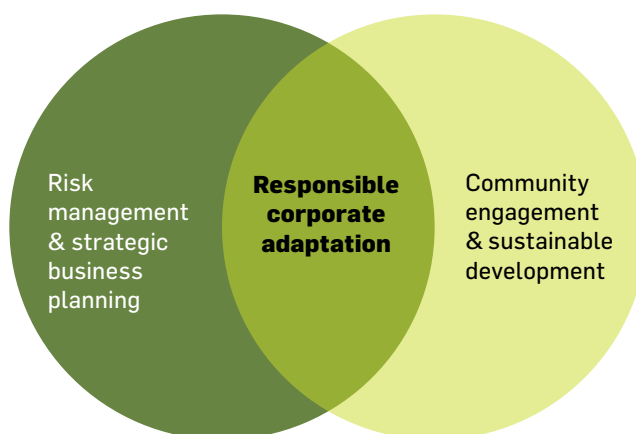 Risk
management
& strategic
business
planning
Responsible
corporate
adaptation
Community
engagement
& sustainable
development